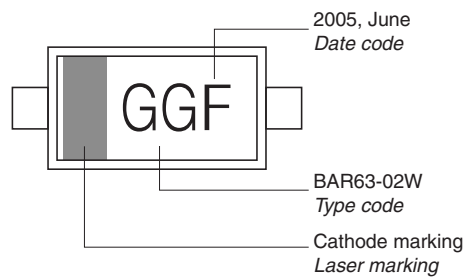 2005, June
Date code
GGF
BAR63-02W
Type code
Cathode marking
Laser marking